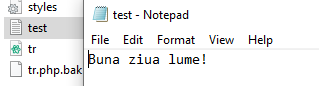 styles
test
tr
tr.php.bak
test - Notepad
File Edit Format View Help
Buna ziua lume!